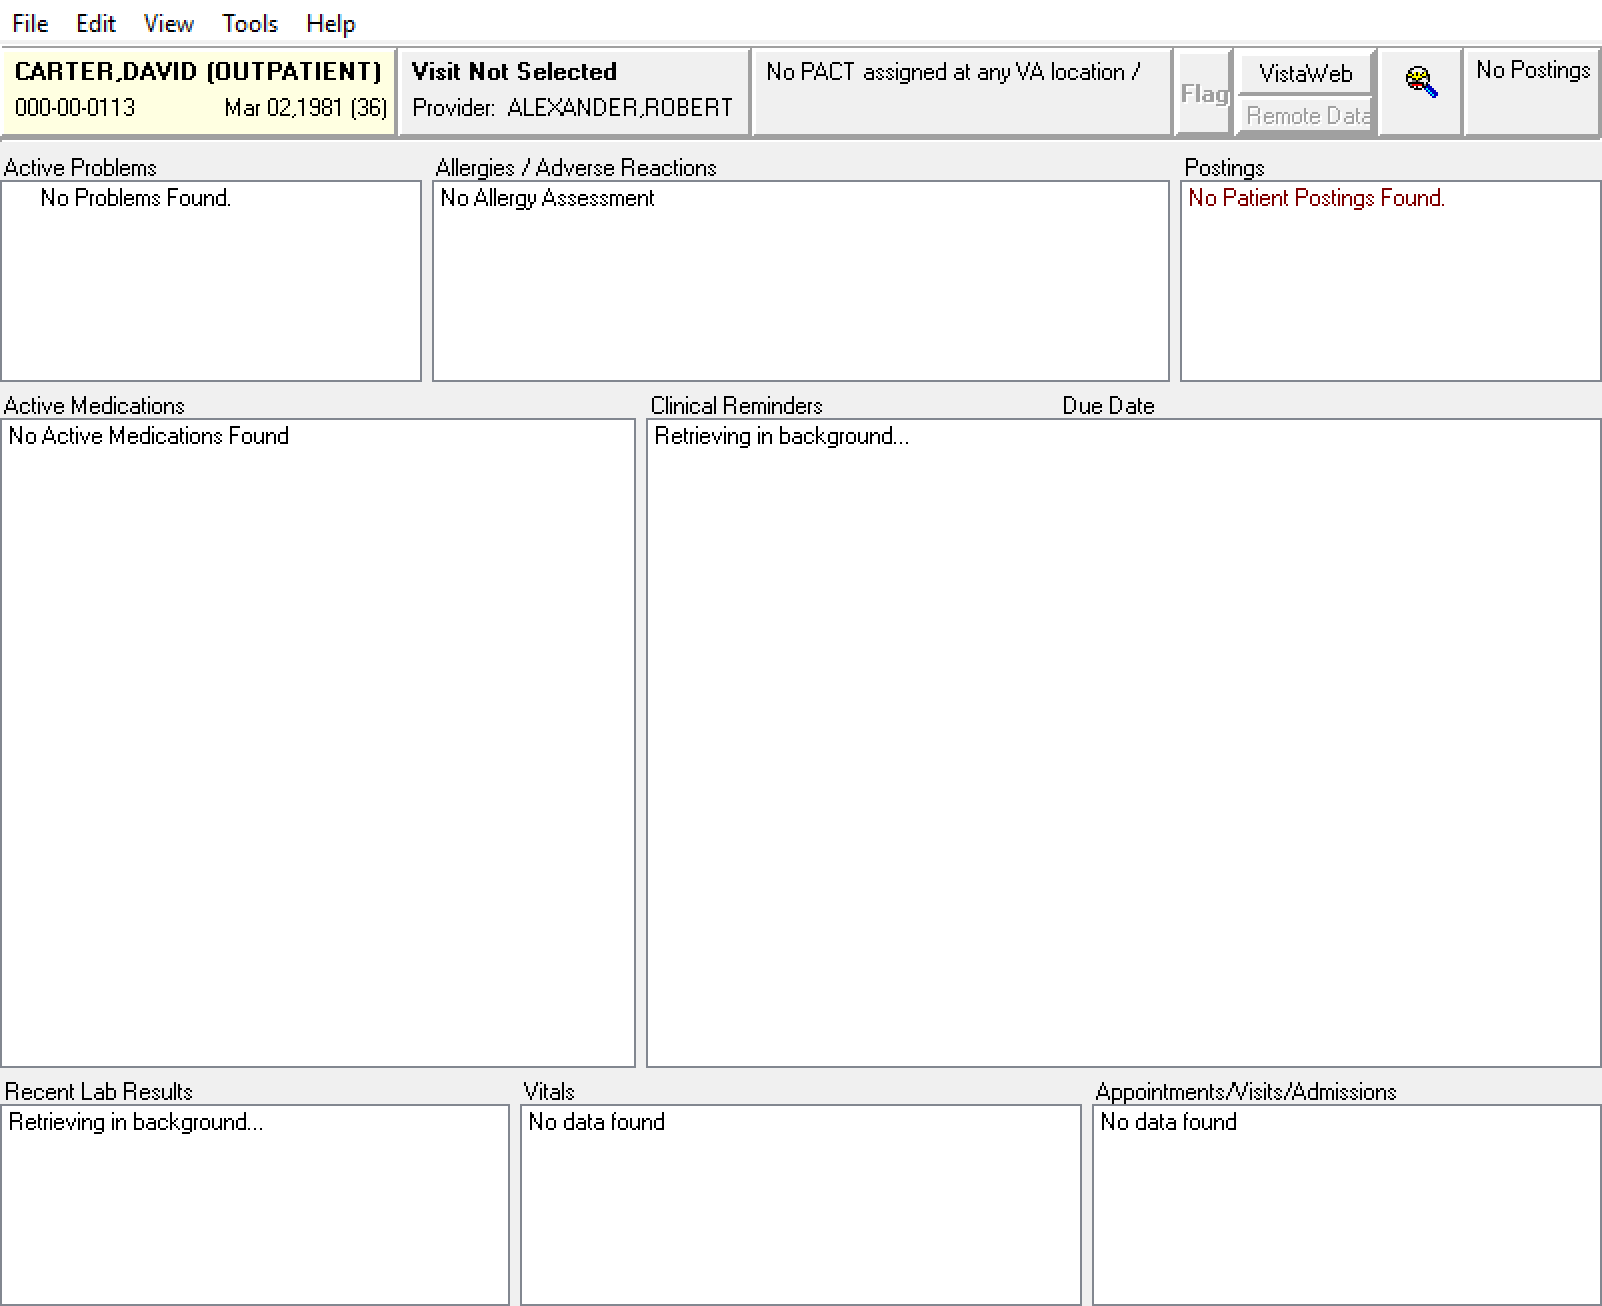 File Edit View Tools Help
CARTER,DAVID (OUTPATIENT)
000-00-0113 Mar 02,1981 (36)
Visit Not Selected
Provider: ALEXANDER,ROBERT
No PACT assigned at any VA location /
Flag
VistaWeb
Remote Data
No Postings
Active Problems
No Problems Found.
Allergies / Adverse Reactions
No Allergy Assessment
Postings
No Patient Postings Found.
Active Medications
No Active Medications Found
Clinical Reminders Due Date
Retrieving in background...
Recent Lab Results
Retrieving in background...
Vitals
No data found
Appointments/Visits/Admissions
No data found